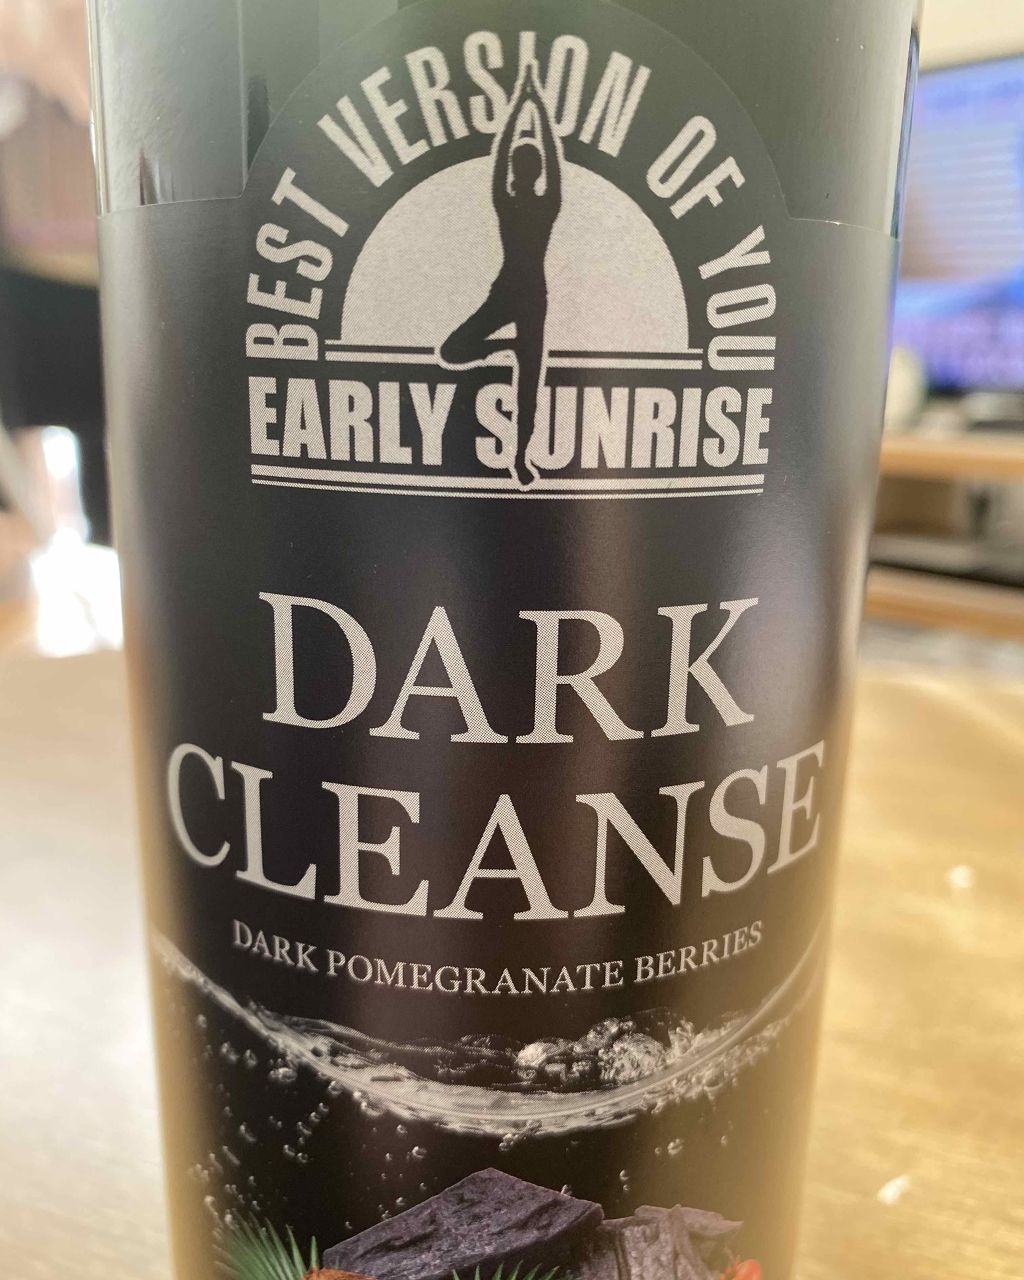 BEST VERSION OF YOU
EARLY SUNRISE
DARK
CLEANSE
DARK POMEGRANATE BERRIES